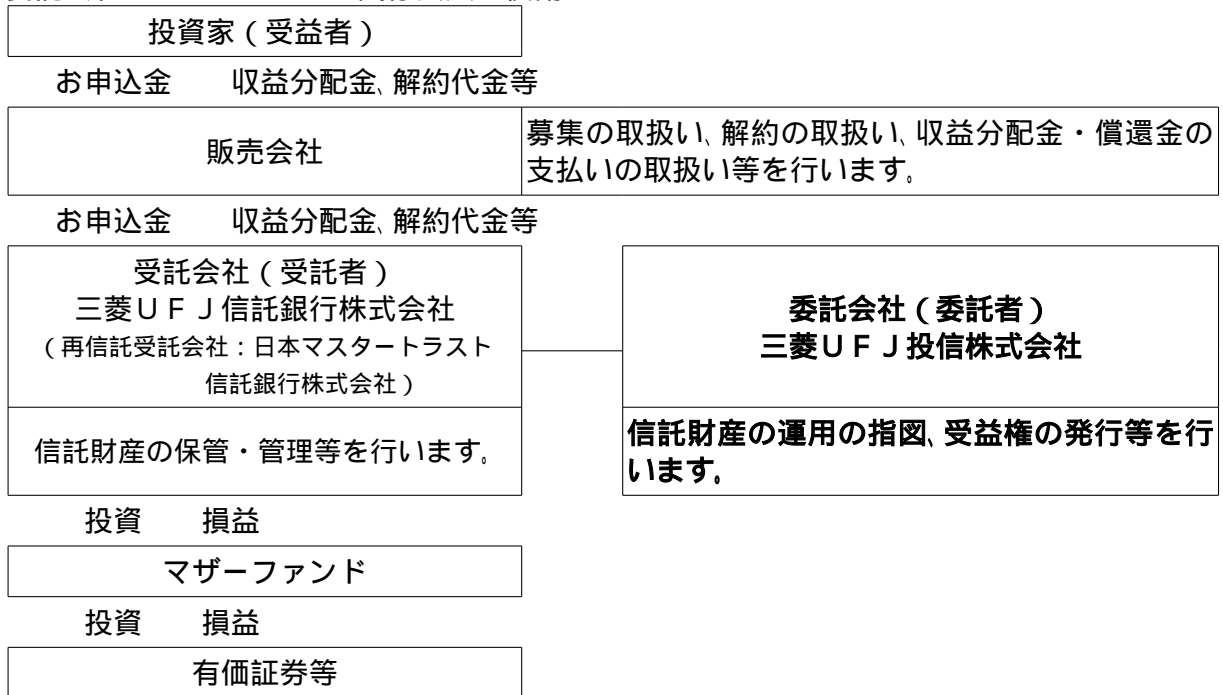 投資家（受益者）
お申込金　　収益分配金、解約代金等
販売会社
募集の取扱い、解約の取扱い、収益分配金・償還金の
支払いの取扱い等を行います。
お申込金　　収益分配金、解約代金等
受託会社（受託者）
三菱ＵＦＪ信託銀行株式会社
（再信託受託会社：日本マスタートラスト
信託銀行株式会社）
委託会社（委託者）
三菱ＵＦＪ投信株式会社
信託財産の保管・管理等を行います。
信託財産の運用の指図、受益権の発行等を行
います。
投資　　損益
マザーファンド
投資　　損益
有価証券等